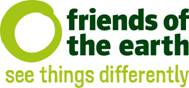 friends of
the earth
see things differently